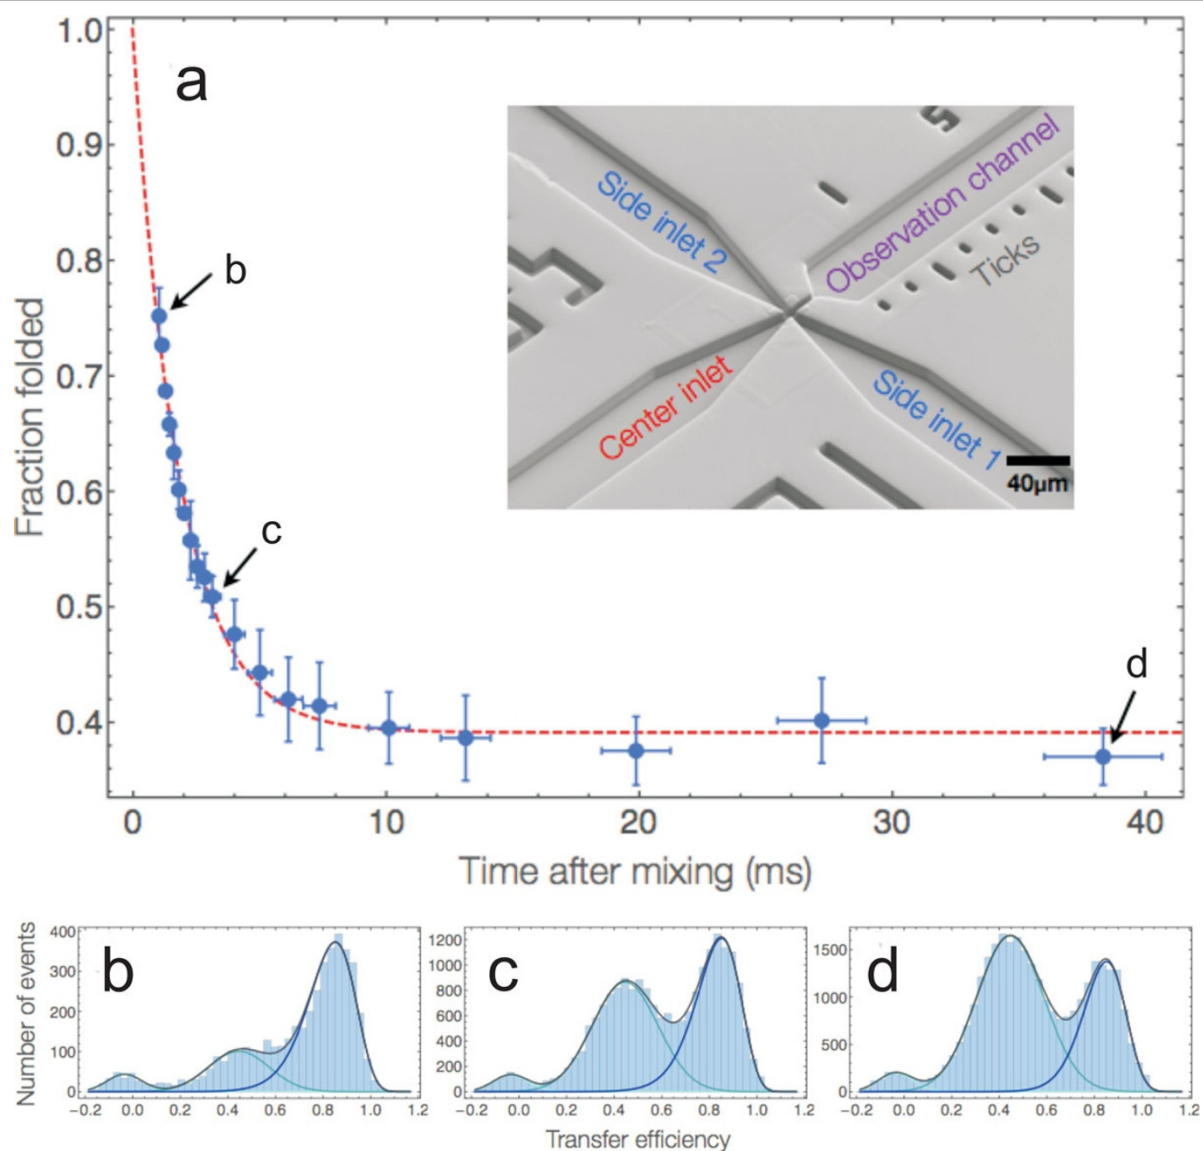 1.0
0.9
0.8
0.7
0.6
0.5
0.4
Fraction folded
a
b
c
d
Side inlet 2
Observation channel
Ticks
Center inlet
Side inlet 1
40µm
5
0 10 20 30 40
Time after mixing (ms)
Number of events
b
400
300
200
100
0
−0.2 0.0 0.2 0.4 0.6 0.8 1.0 1.2
c
1200
1000
800
600
400
200
0
−0.2 0.0 0.2 0.4 0.6 0.8 1.0 1.2
d
1500
1000
500
0
−0.2 0.0 0.2 0.4 0.6 0.8 1.0 1.2
Transfer efficiency